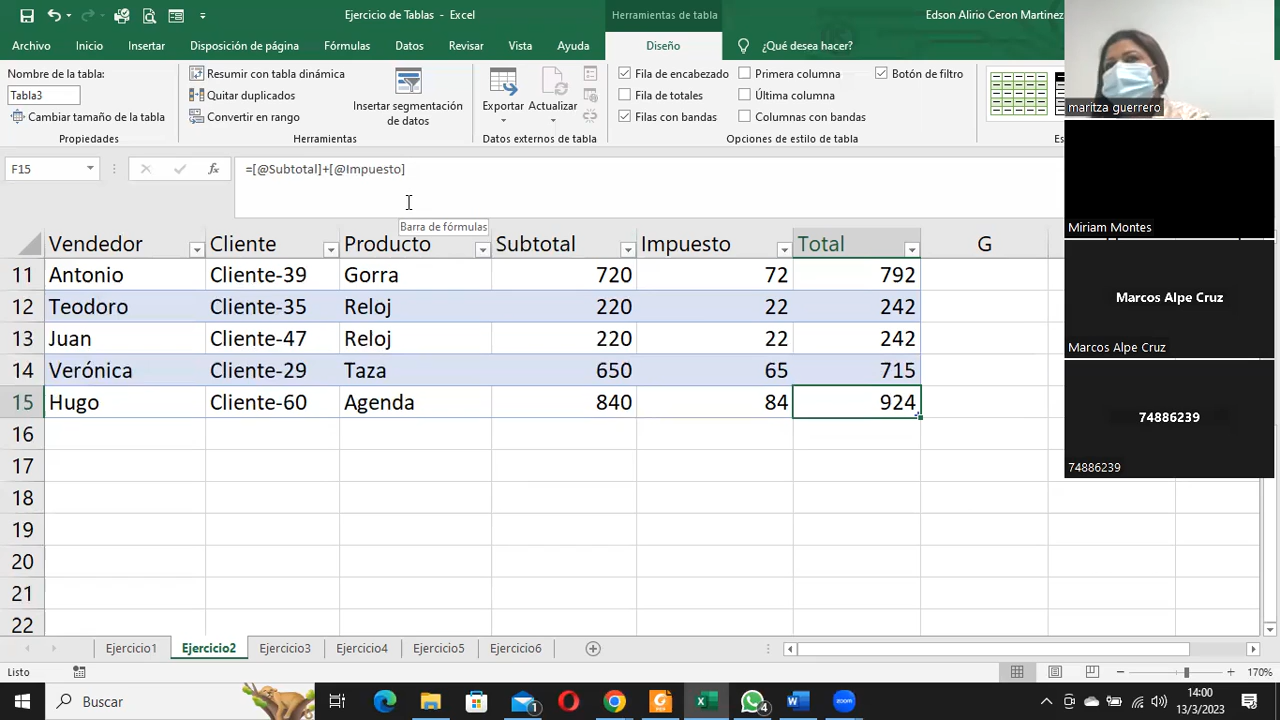 Ejercicio de Tablas - Excel
Herramientas de tabla
Edson Alirio Ceron Martinez
Archivo Inicio Insertar Disposición de página Fórmulas Datos Revisar Vista Ayuda Diseño ¿Qué desea hacer?
Nombre de la tabla:
Tabla3
Cambiar tamaño de la tabla
Propiedades
Resumir con tabla dinámica
Quitar duplicados
Convertir en rango
Insertar segmentación
de datos
Herramientas
Exportar Actualizar
Datos externos de tabla
Fila de encabezado Primera columna Botón de filtro
Fila de totales Última columna
Filas con bandas Columnas con bandas
Opciones de estilo de tabla
F15 fx =[@Subtotal]+[@Impuesto]
Barra de fórmulas
Vendedor Cliente Producto Subtotal Impuesto Total G
11 Antonio Cliente-39 Gorra 720 72 792
12 Teodoro Cliente-35 Reloj 220 22 242
13 Juan Cliente-47 Reloj 220 22 242
14 Verónica Cliente-29 Taza 650 65 715
15 Hugo Cliente-60 Agenda 840 84 924
16
17
18
19
20
21
22
Ejercicio1 Ejercicio2 Ejercicio3 Ejercicio4 Ejercicio5 Ejercicio6
Listo
170%
Buscar
1
4
14:00
13/3/2023
maritza guerrero
Miriam Montes
Marcos Alpe Cruz
Marcos Alpe Cruz
74886239
74886239